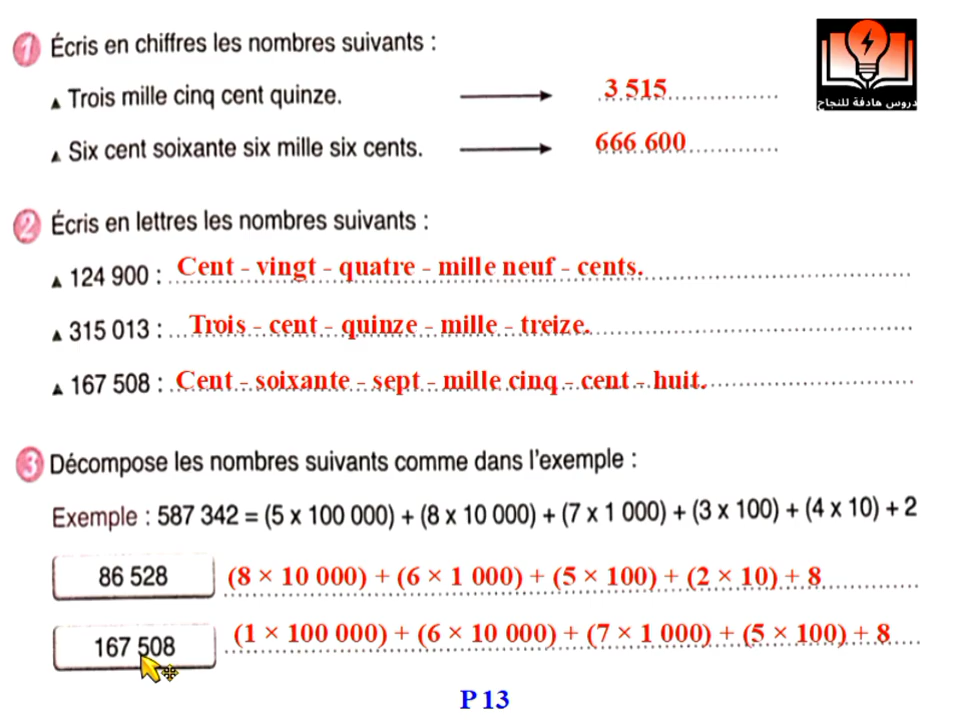 1 Écris en chiffres les nombres suivants :
▲ Trois mille cinq cent quinze. 3 515
▲ Six cent soixante six mille six cents. 666 600
دروس هادفة للنجاح
2 Écris en lettres les nombres suivants :
▲ 124 900 : Cent - vingt - quatre - mille neuf - cents.
▲ 315 013 : Trois - cent - quinze - mille - treize.
▲ 167 508 : Cent - soixante - sept - mille cinq - cent - huit.
3 Décompose les nombres suivants comme dans l'exemple :
Exemple : 587 342 = (5 x 100 000) + (8 x 10 000) + (7 x 1 000) + (3 x 100) + (4 x 10) + 2
86 528 (8 × 10 000) + (6 × 1 000) + (5 × 100) + (2 × 10) + 8
167 508 (1 × 100 000) + (6 × 10 000) + (7 × 1 000) + (5 × 100) + 8
P 13